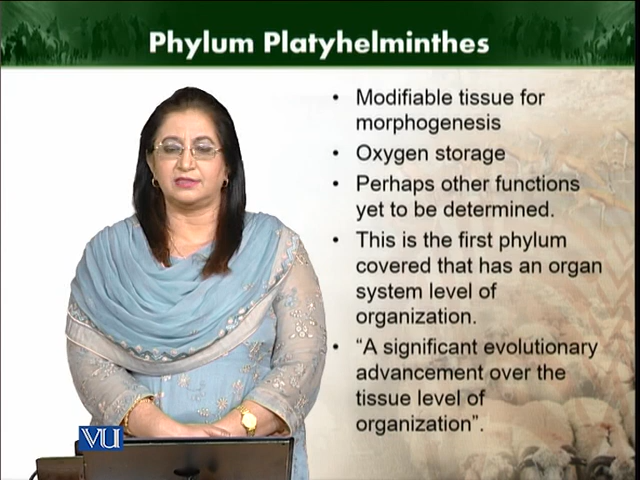 Phylum Platyhelminthes
• Modifiable tissue for
morphogenesis
• Oxygen storage
• Perhaps other functions
yet to be determined.
• This is the first phylum
covered that has an organ
system level of
organization.
• “A significant evolutionary
advancement over the
tissue level of
organization”.
VU